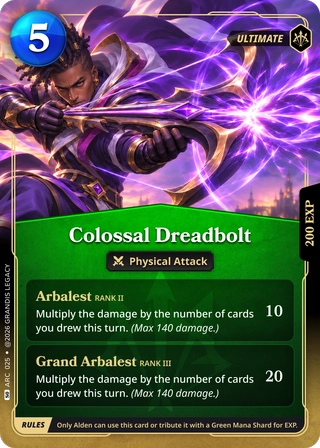 5
ULTIMATE
200 EXP
Colossal Dreadbolt
Physical Attack
Arbalest RANK II
Multiply the damage by the number of cards
you drew this turn. (Max 140 damage.)
10
Grand Arbalest RANK III
Multiply the damage by the number of cards
you drew this turn. (Max 140 damage.)
20
ARC 025 • @2026 GRANDIS LEGACY
RULES
Only Alden can use this card or tribute it with a Green Mana Shard for EXP.